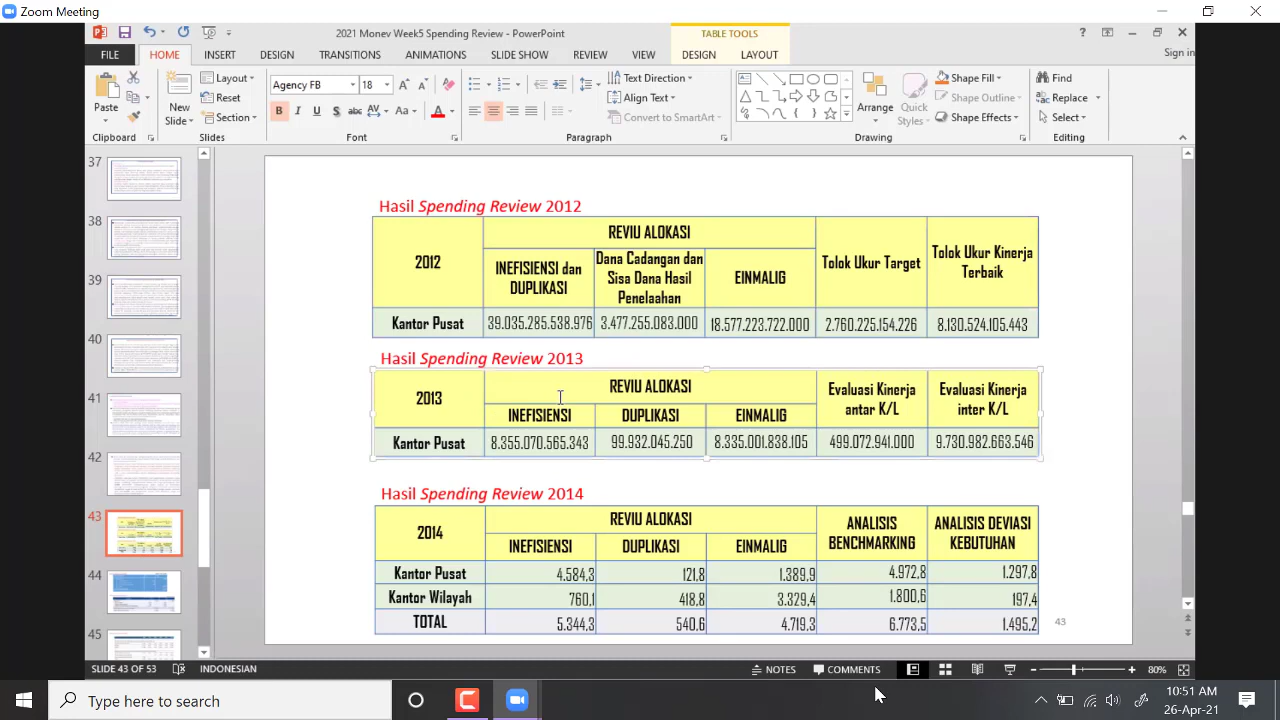 Zoom Meeting
2021 Monev Week5 Spending Review - PowerPoint
TABLE TOOLS
Sign in
FILE HOME INSERT DESIGN TRANSITIONS ANIMATIONS SLIDE SHOW REVIEW VIEW DESIGN LAYOUT
Paste
Clipboard
New Slide
Layout
Reset
Section
Slides
Agency FB 18
B I U S abc AV Aa A
Font
Text Direction
Align Text
Convert to SmartArt
Paragraph
Arrange
Quick Styles
Shape Fill
Shape Outline
Shape Effects
Drawing
Find
Replace
Select
Editing
37
38
39
40
41
42
43
44
45
Hasil Spending Review 2012
2012
REVIU ALOKASI
INEFISIENSI dan DUPLIKASI
Dana Cadangan dan Sisa Dana Hasil Penelaahan
EINMALIG
Tolok Ukur Target
Tolok Ukur Kinerja Terbaik
Kantor Pusat 39.035.285.538.976 3.477.255.083.000 18.577.223.722.000 2.760.225.154.226 8.130.524.105.443
Hasil Spending Review 2013
2013
REVIU ALOKASI
INEFISIENSI DUPLIKASI EINMALIG
Evaluasi Kinerja antar K/L
Evaluasi Kinerja inter K/L
Kantor Pusat 8.355.070.565.343 99.932.045.250 8.335.001.838.105 499.072.941.000 9.730.982.663.546
Hasil Spending Review 2014
2014
REVIU ALOKASI
INEFISIENSI DUPLIKASI EINMALIG
ANALISIS BENCHMARKING
ANALISIS DEVIASI KEBUTUHAN
Kantor Pusat 4.584,3 121,8 1.389,9 4.972,8 1.297,8
Kantor Wilayah 760,1 418,8 3.329,4 1.800,6 197,4
TOTAL 5.344,3 540,6 4.719,3 6.773,5 1.495,2
43
SLIDE 43 OF 53 INDONESIAN NOTES COMMENTS 80%
Type here to search
10:51 AM
26-Apr-21